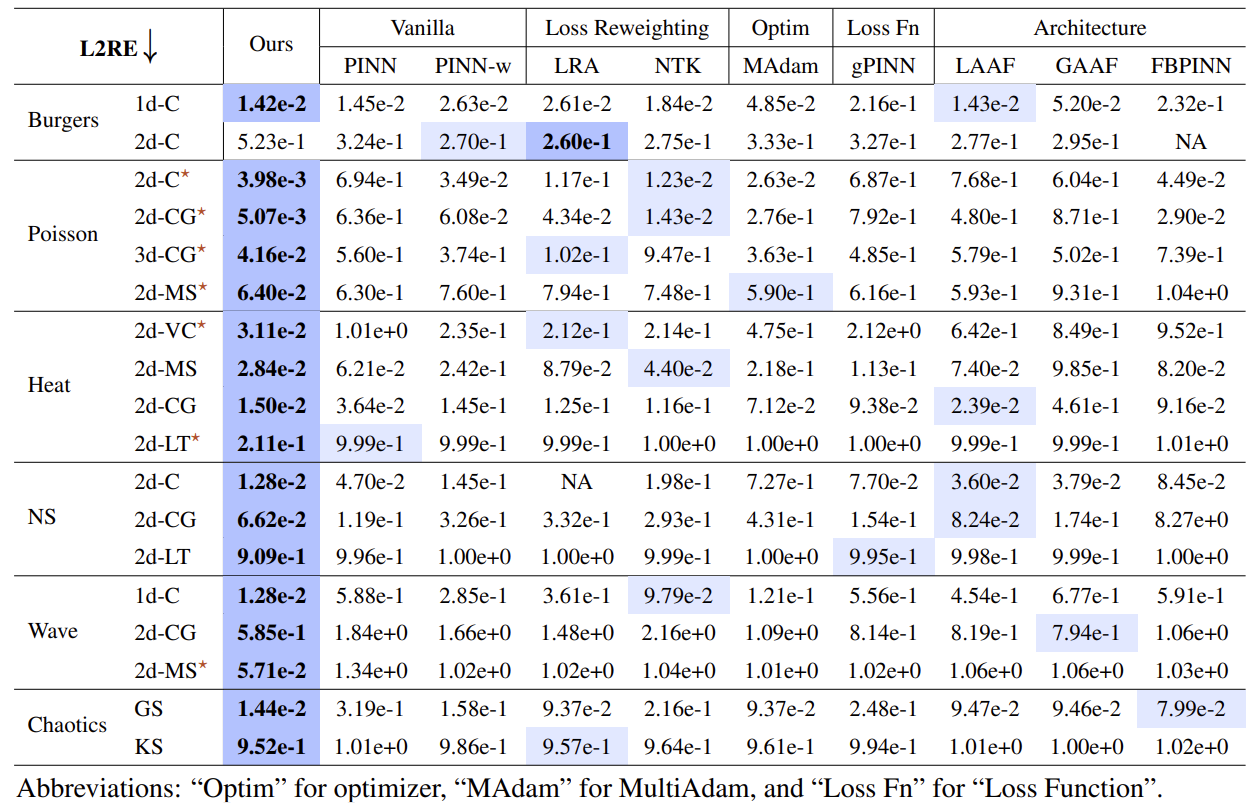 L2RE ↓ Ours Vanilla Loss Reweighting Optim Loss Fn Architecture
PINN PINN-w LRA NTK MAdam gPINN LAAF GAAF FBPINN
Burgers 1d-C 1.42e-2 1.45e-2 2.63e-2 2.61e-2 1.84e-2 4.85e-2 2.16e-1 1.43e-2 5.20e-2 2.32e-1
2d-C 5.23e-1 3.24e-1 2.70e-1 2.60e-1 2.75e-1 3.33e-1 3.27e-1 2.77e-1 2.95e-1 NA
Poisson 2d-C⋆ 3.98e-3 6.94e-1 3.49e-2 1.17e-1 1.23e-2 2.63e-2 6.87e-1 7.68e-1 6.04e-1 4.49e-2
2d-CG⋆ 5.07e-3 6.36e-1 6.08e-2 4.34e-2 1.43e-2 2.76e-1 7.92e-1 4.80e-1 8.71e-1 2.90e-2
3d-CG⋆ 4.16e-2 5.60e-1 3.74e-1 1.02e-1 9.47e-1 3.63e-1 4.85e-1 5.79e-1 5.02e-1 7.39e-1
2d-MS⋆ 6.40e-2 6.30e-1 7.60e-1 7.94e-1 7.48e-1 5.90e-1 6.16e-1 5.93e-1 9.31e-1 1.04e+0
Heat 2d-VC⋆ 3.11e-2 1.01e+0 2.35e-1 2.12e-1 2.14e-1 4.75e-1 2.12e+0 6.42e-1 8.49e-1 9.52e-1
2d-MS 2.84e-2 6.21e-2 2.42e-1 8.79e-2 4.40e-2 2.18e-1 1.13e-1 7.40e-2 9.85e-1 8.20e-2
2d-CG 1.50e-2 3.64e-2 1.45e-1 1.25e-1 1.16e-1 7.12e-2 9.38e-2 2.39e-2 4.61e-1 9.16e-2
2d-LT⋆ 2.11e-1 9.99e-1 9.99e-1 9.99e-1 1.00e+0 1.00e+0 1.00e+0 9.99e-1 9.99e-1 1.01e+0
NS 2d-C 1.28e-2 4.70e-2 1.45e-1 NA 1.98e-1 7.27e-1 7.70e-2 3.60e-2 3.79e-2 8.45e-2
2d-CG 6.62e-2 1.19e-1 3.26e-1 3.32e-1 2.93e-1 4.31e-1 1.54e-1 8.24e-2 1.74e-1 8.27e+0
2d-LT 9.09e-1 9.96e-1 1.00e+0 1.00e+0 9.99e-1 1.00e+0 9.95e-1 9.98e-1 9.99e-1 1.00e+0
Wave 1d-C 1.28e-2 5.88e-1 2.85e-1 3.61e-1 9.79e-2 1.21e-1 5.56e-1 4.54e-1 6.77e-1 5.91e-1
2d-CG 5.85e-1 1.84e+0 1.66e+0 1.48e+0 2.16e+0 1.09e+0 8.14e-1 8.19e-1 7.94e-1 1.06e+0
2d-MS⋆ 5.71e-2 1.34e+0 1.02e+0 1.02e+0 1.04e+0 1.01e+0 1.02e+0 1.06e+0 1.06e+0 1.03e+0
Chaotics GS 1.44e-2 3.19e-1 1.58e-1 9.37e-2 2.16e-1 9.37e-2 2.48e-1 9.47e-2 9.46e-2 7.99e-2
KS 9.52e-1 1.01e+0 9.86e-1 9.57e-1 9.64e-1 9.61e-1 9.94e-1 1.01e+0 1.00e+0 1.02e+0
Abbreviations: “Optim” for optimizer, “MAdam” for MultiAdam, and “Loss Fn” for “Loss Function”.